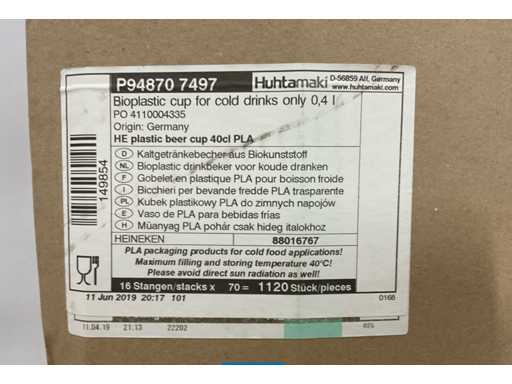 P94870 7497
Huhtamaki D-56859 Alf, Germany
www.huhtamaki.com
Bioplastic cup for cold drinks only 0,4 l
PO 4110004335
Origin: Germany
HE plastic beer cup 40cl PLA
D Kaltgetränkebecher aus Biokunststoff
NL Bioplastic drinkbeker voor koude dranken
F Gobelet en plastique PLA pour boisson froide
I Bicchieri per bevande fredde PLA trasparente
PL Kubek plastykowy PLA do zimnych napojów
E Vaso de PLA para bebidas frías
H Müanyag PLA pohár csak hideg italokhoz
149854
HEINEKEN 88016767
PLA packaging products for cold food applications!
Maximum filling and storing temperature 40°C!
Please avoid direct sun radiation as well!
16 Stangen/stacks x 70= 1120 Stück/pieces
11 Jun 2019 20:17 101 0168
11.04.19 21:13 22202